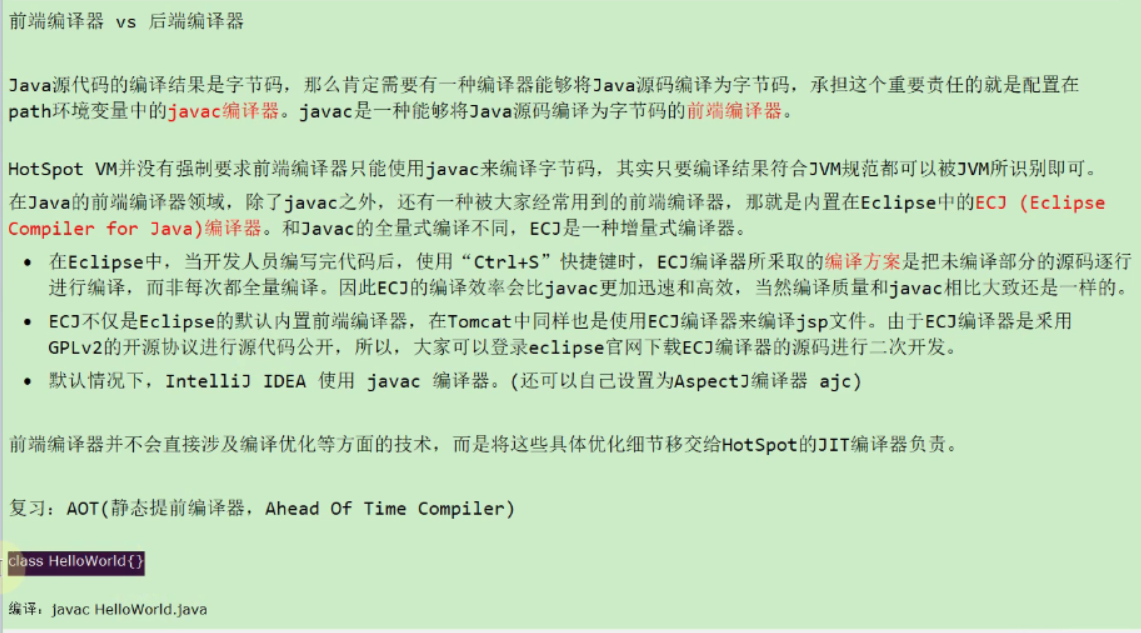 前端编译器 vs 后端编译器
Java源代码的编译结果是字节码，那么肯定需要有一种编译器能够将Java源码编译为字节码，承担这个重要责任的就是配置在
path环境变量中的javac编译器。javac是一种能够将Java源码编译为字节码的前端编译器。
HotSpot VM并没有强制要求前端编译器只能使用javac来编译字节码，其实只要编译结果符合JVM规范都可以被JVM所识别即可。
在Java的前端编译器领域，除了javac之外，还有一种被大家经常用到的前端编译器，那就是内置在Eclipse中的ECJ (Eclipse
Compiler for Java)编译器。和Javac的全量式编译不同，ECJ是一种增量式编译器。
• 在Eclipse中，当开发人员编写完代码后，使用“Ctrl+S”快捷键时，ECJ编译器所采取的编译方案是把未编译部分的源码逐行
进行编译，而非每次都全量编译。因此ECJ的编译效率会比javac更加迅速和高效，当然编译质量和javac相比大致还是一样的。
• ECJ不仅是Eclipse的默认内置前端编译器，在Tomcat中同样也是使用ECJ编译器来编译jsp文件。由于ECJ编译器是采用
GPLv2的开源协议进行源代码公开，所以，大家可以登录eclipse官网下载ECJ编译器的源码进行二次开发。
• 默认情况下，IntelliJ IDEA 使用 javac 编译器。(还可以自己设置为AspectJ编译器 ajc)
前端编译器并不会直接涉及编译优化等方面的技术，而是将这些具体优化细节移交给HotSpot的JIT编译器负责。
复习：AOT(静态提前编译器，Ahead Of Time Compiler)
class HelloWorld{}
编译：javac HelloWorld.java